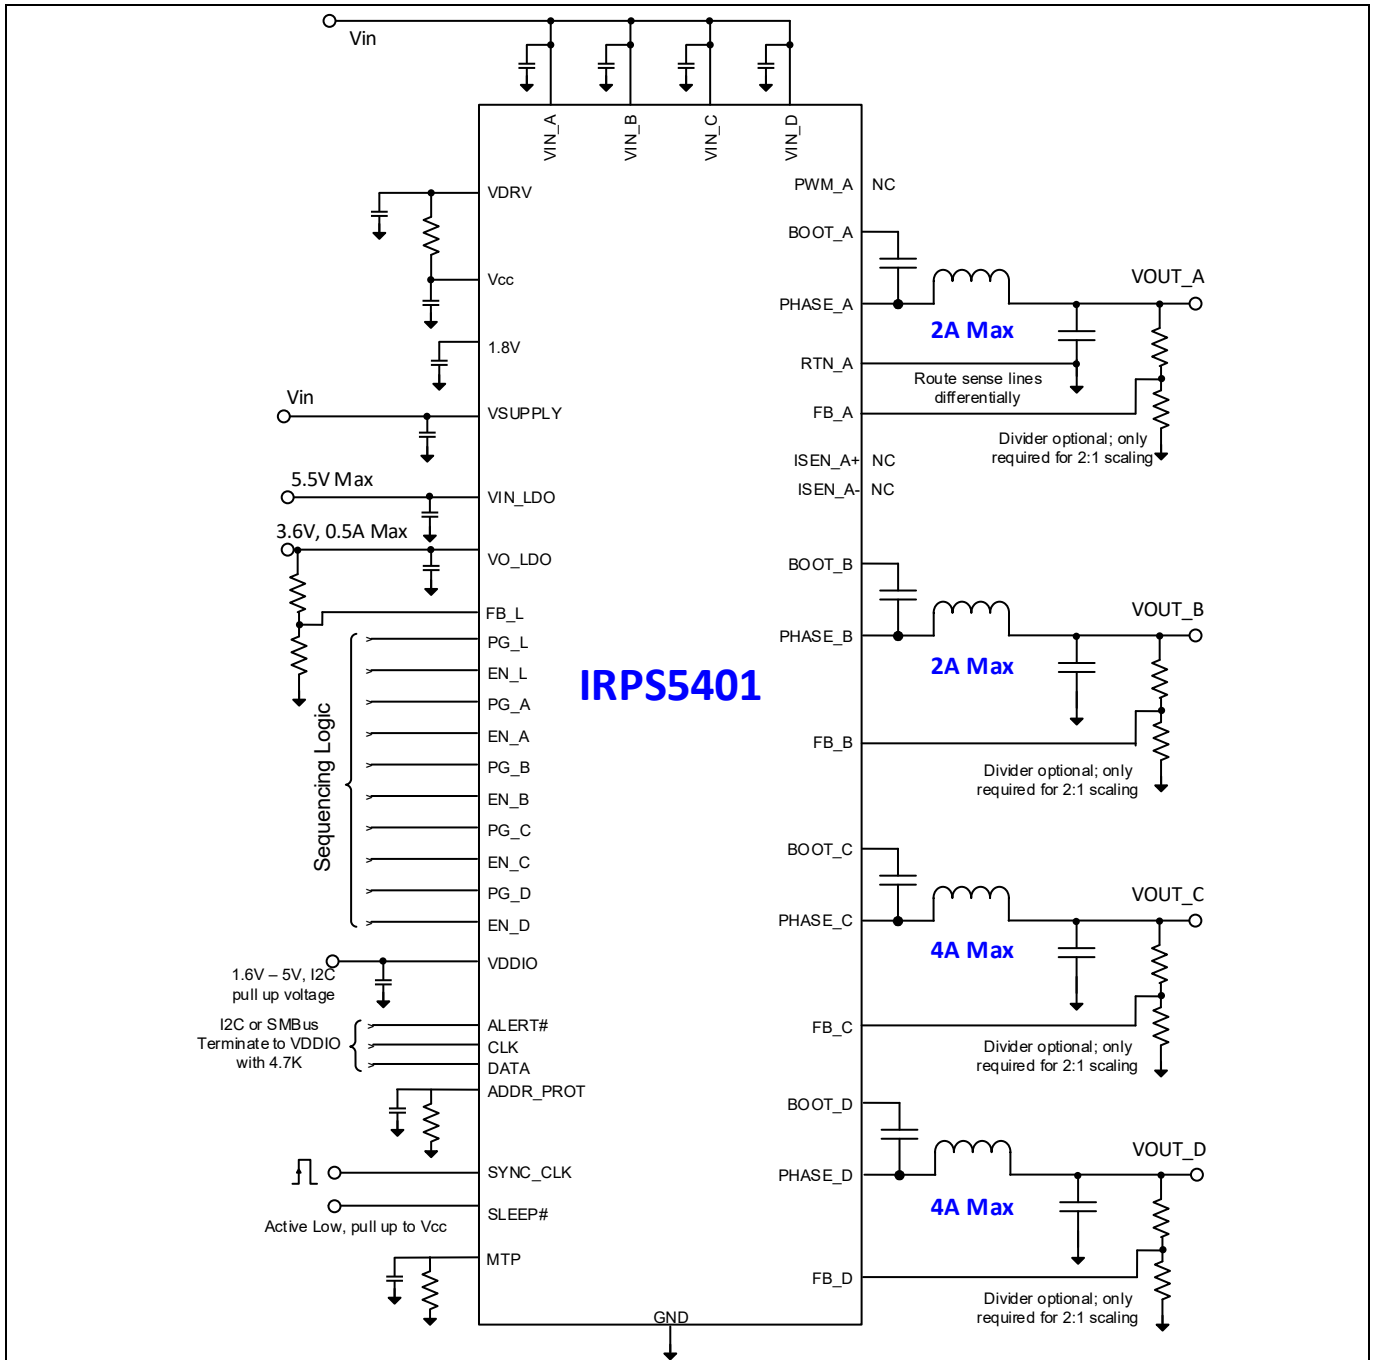 Vin
VIN_A
VIN_B
VIN_C
VIN_D
VDRV
Vcc
1.8V
Vin
VSUPPLY
5.5V Max
VIN_LDO
3.6V, 0.5A Max
VO_LDO
FB_L
PG_L
EN_L
PG_A
EN_A
PG_B
EN_B
PG_C
EN_C
PG_D
EN_D
Sequencing Logic
VDDIO
1.6V – 5V, I2C
pull up voltage
I2C or SMBus
Terminate to VDDIO
with 4.7K
ALERT#
CLK
DATA
ADDR_PROT
SYNC_CLK
SLEEP#
Active Low, pull up to Vcc
MTP
IRPS5401
GND
PWM_A
NC
BOOT_A
PHASE_A
2A Max
VOUT_A
RTN_A
Route sense lines
differentially
FB_A
Divider optional; only
required for 2:1 scaling
ISEN_A+
NC
ISEN_A-
NC
BOOT_B
PHASE_B
2A Max
VOUT_B
FB_B
Divider optional; only
required for 2:1 scaling
BOOT_C
PHASE_C
4A Max
VOUT_C
FB_C
Divider optional; only
required for 2:1 scaling
BOOT_D
PHASE_D
4A Max
VOUT_D
FB_D
Divider optional; only
required for 2:1 scaling